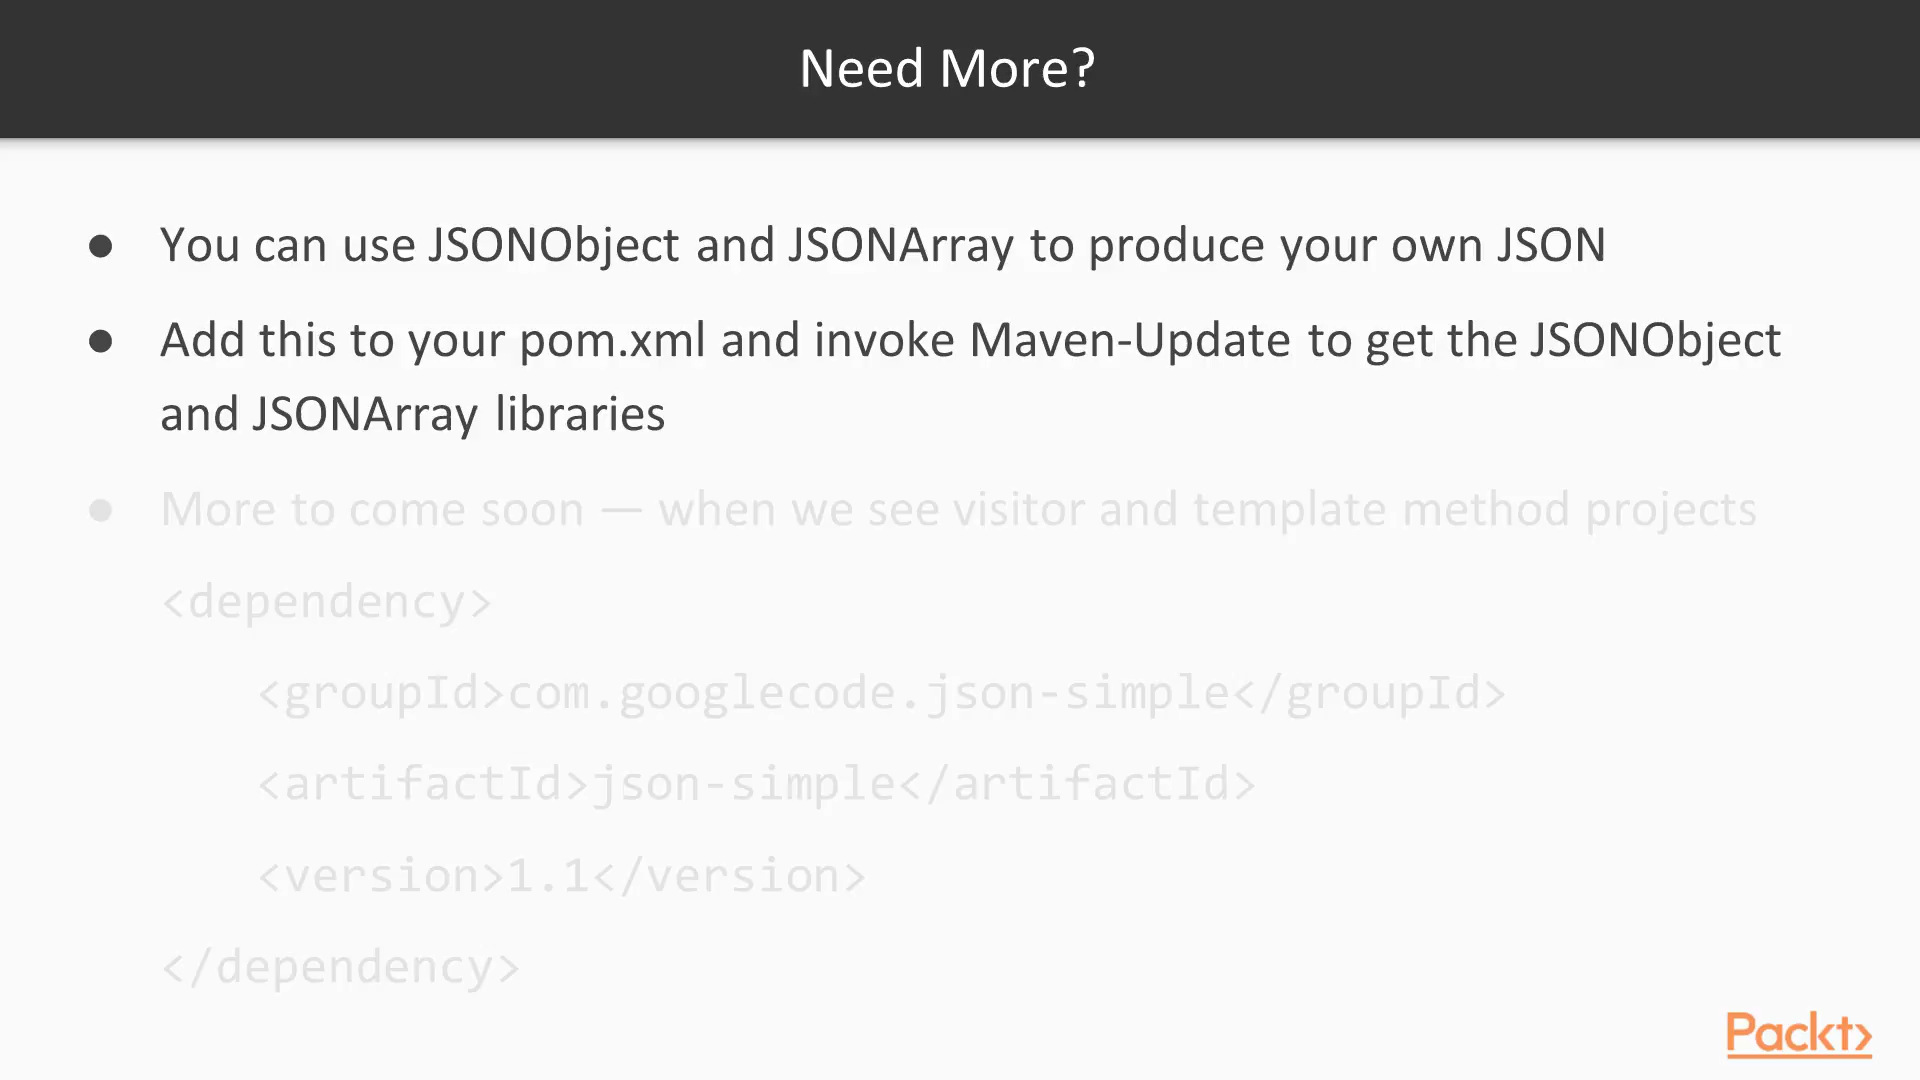 Need More?
● You can use JSONObject and JSONArray to produce your own JSON
● Add this to your pom.xml and invoke Maven-Update to get the JSONObject
and JSONArray libraries
● More to come soon — when we see visitor and template method projects
<dependency>
<groupId>com.googlecode.json-simple</groupId>
<artifactId>json-simple</artifactId>
<version>1.1</version>
</dependency>
Packt>